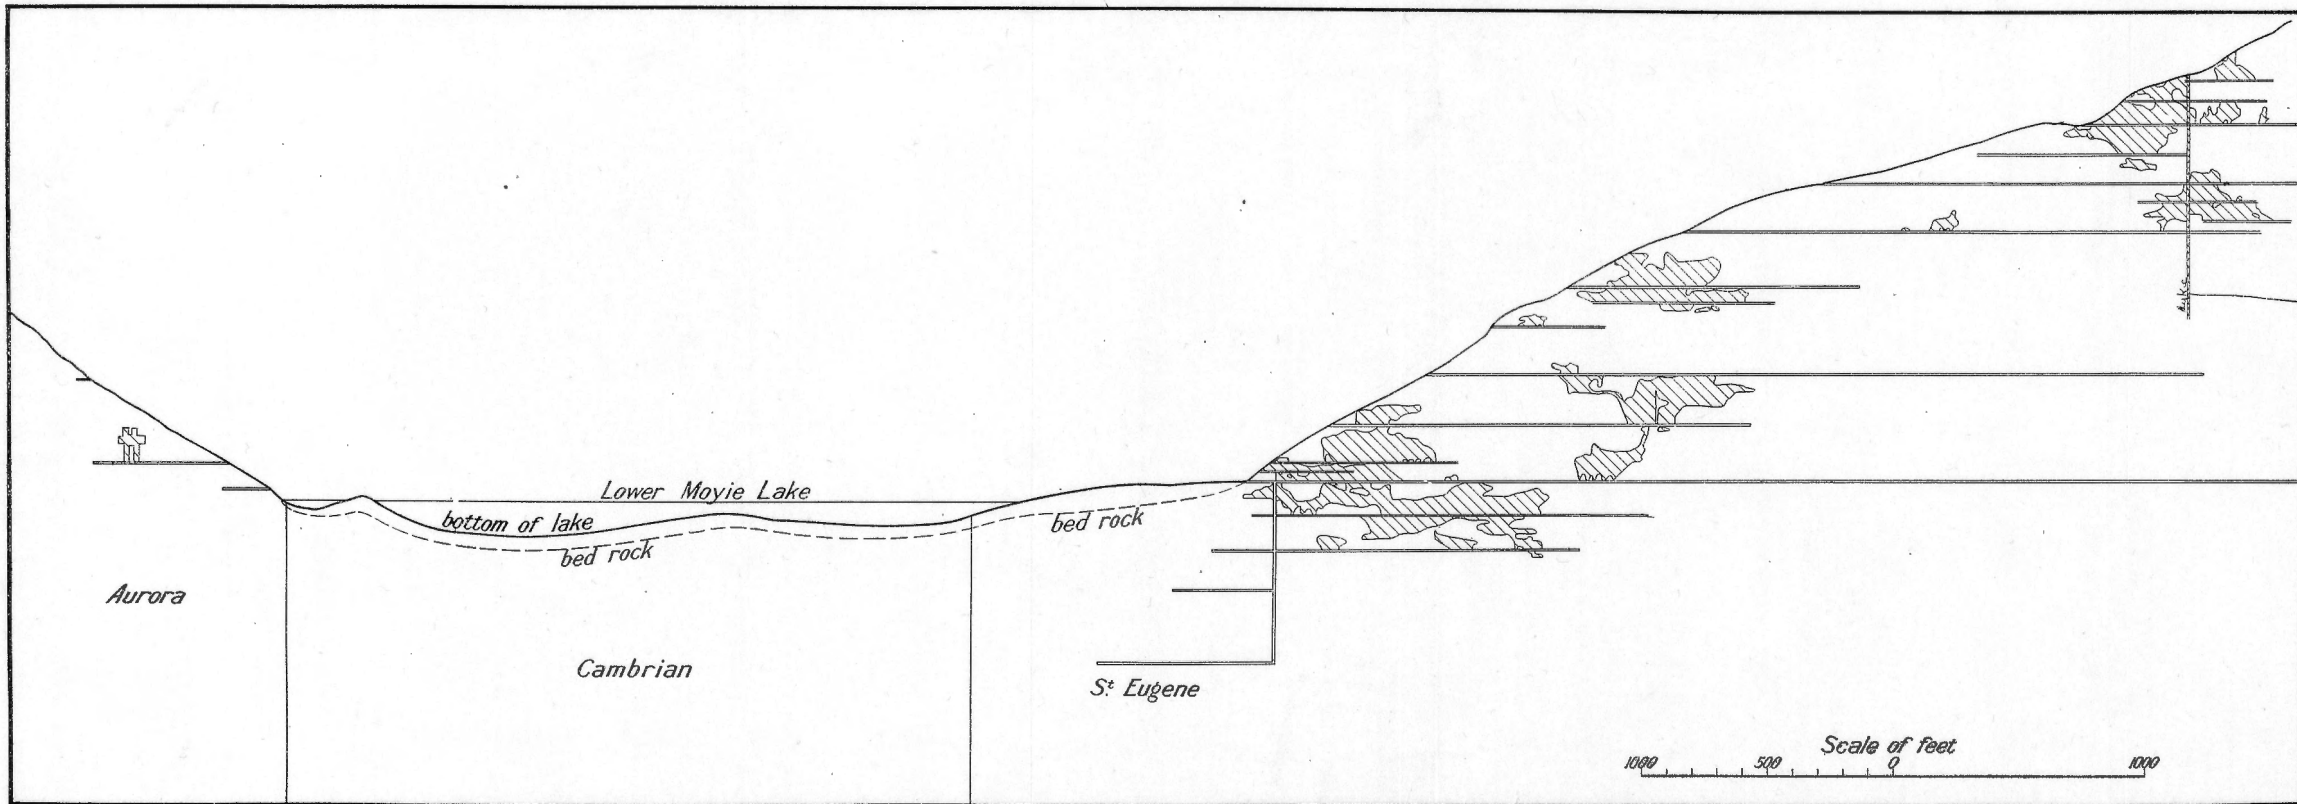 dyke
Lower Moyie Lake
bottom of lake
bed rock
bed rock
Aurora
Cambrian
St Eugene
Scale of feet
1000 500 0 1000